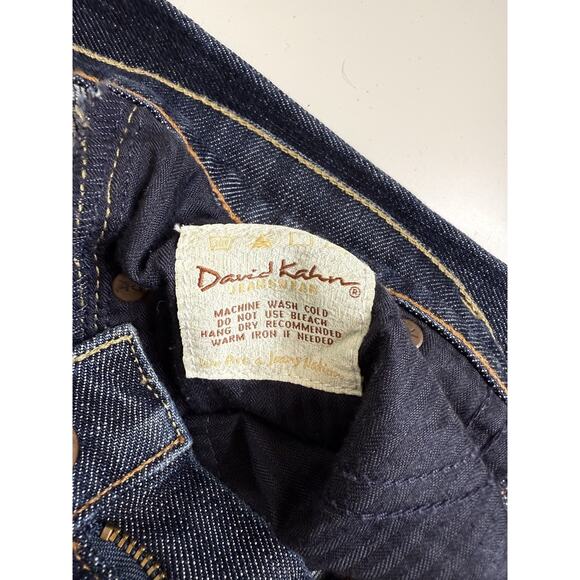 David Kahn ®
JEANSWEAR
MACHINE WASH COLD
DO NOT USE BLEACH
HANG DRY RECOMMENDED
WARM IRON IF NEEDED